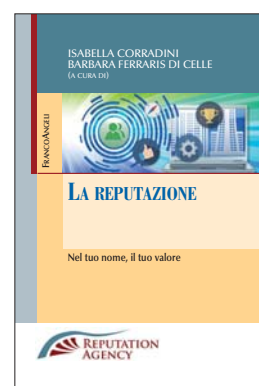 ISABELLA CORRADINI
BARBARA FERRARIS DI CELLE
(A CURA DI)
FRANCOANGELI
LA REPUTAZIONE
Nel tuo nome, il tuo valore
REPUTATION
AGENCY